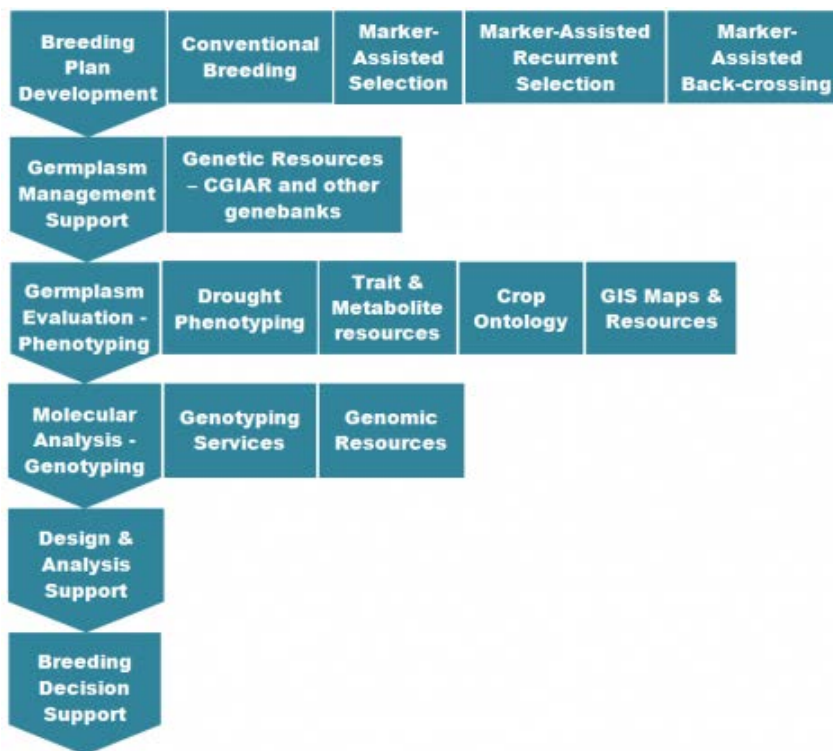 Breeding
Plan
Development
Conventional
Breeding
Marker-
Assisted
Selection
Marker-Assisted
Recurrent
Selection
Marker-
Assisted
Back-crossing
Germplasm
Management
Support
Genetic Resources
– CGIAR and other
genebanks
Germplasm
Evaluation -
Phenotyping
Drought
Phenotyping
Trait &
Metabolite
resources
Crop
Ontology
GIS Maps &
Resources
Molecular
Analysis -
Genotyping
Genotyping
Services
Genomic
Resources
Design &
Analysis
Support
Breeding
Decision
Support